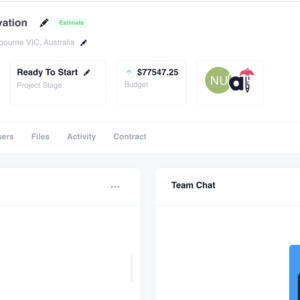 vation
Estimate
bourne VIC, Australia
Ready To Start
Project Stage
$77547.25
Budget
NU
a
sers
Files
Activity
Contract
Team Chat